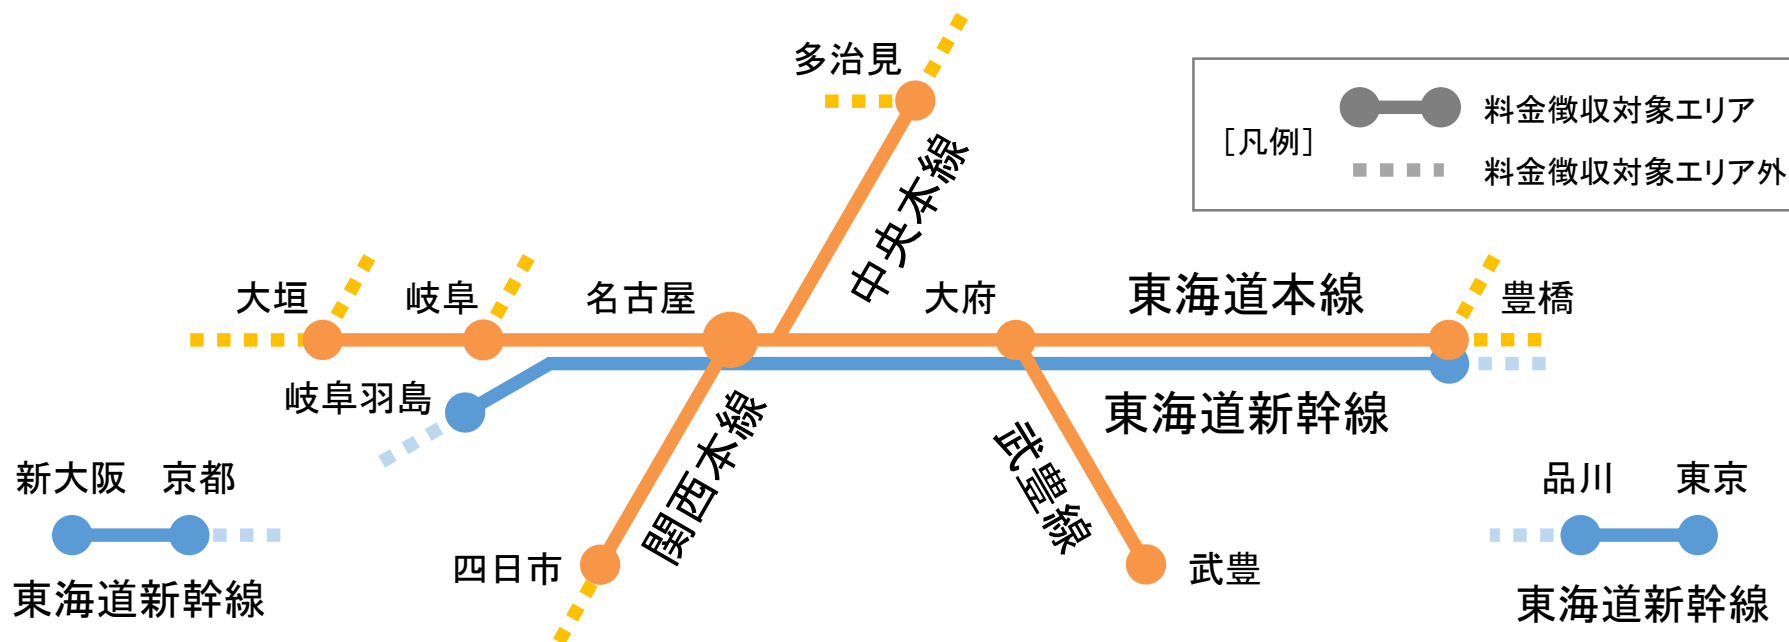 多治見
[凡例]
料金徴収対象エリア
料金徴収対象エリア外
中央本線
大垣
岐阜
名古屋
大府
東海道本線
豊橋
岐阜羽島
東海道新幹線
関西本線
武豊線
新大阪
京都
東海道新幹線
四日市
武豊
品川
東京
東海道新幹線